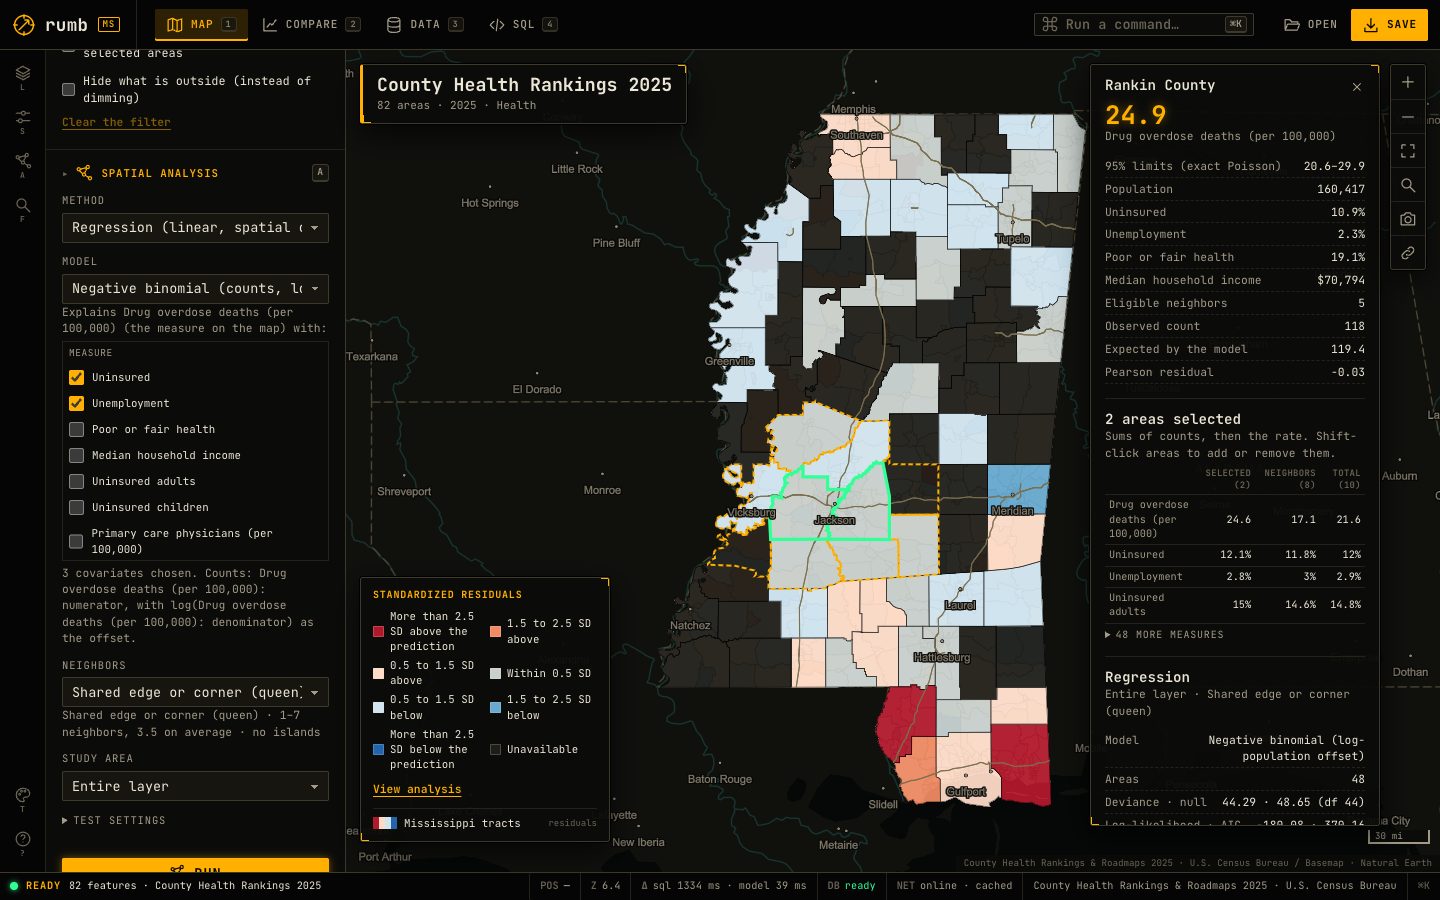 rumb MS
MAP 1
COMPARE 2
DATA 3
SQL 4
Run a command… ⌘K
OPEN
SAVE
L
S
A
F
T
?
selected areas
Hide what is outside (instead of
dimming)
Clear the filter
SPATIAL ANALYSIS A
METHOD
Regression (linear, spatial
MODEL
Negative binomial (counts,
Explains Drug overdose deaths (per
100,000) (the measure on the map) with:
MEASURE
Uninsured
Unemployment
Poor or fair health
Median household income
Uninsured adults
Uninsured children
Primary care physicians (per
100,000)
3 covariates chosen. Counts: Drug
overdose deaths (per 100,000):
numerator, with log(Drug overdose
deaths (per 100,000): denominator) as
the offset.
NEIGHBORS
Shared edge or corner (queen)
Shared edge or corner (queen) · 1–7
neighbors, 3.5 on average · no islands
STUDY AREA
Entire layer
TEST SETTINGS
RUN
County Health Rankings 2025
82 areas · 2025 · Health
Memphis
Southaven
Little Rock
Hot Springs
Pine Bluff
Tupelo
Texarkana
Greenville
El Dorado
Shreveport
Monroe
Vicksburg
Jackson
Meridian
Auburn
Natchez
Laurel
Hattiesburg
Dothan
Baton Rouge
Slidell
Gulfport
New Iberia
Metairie
Port Arthur
STANDARDIZED RESIDUALS
More than 2.5
SD above the
prediction
1.5 to 2.5 SD
above
0.5 to 1.5 SD
above
Within 0.5 SD
0.5 to 1.5 SD
below
1.5 to 2.5 SD
below
More than 2.5
SD below the
prediction
Unavailable
View analysis
Mississippi tracts residuals
Rankin County
24.9
Drug overdose deaths (per 100,000)
95% limits (exact Poisson) 20.6–29.9
Population 160,417
Uninsured 10.9%
Unemployment 2.3%
Poor or fair health 19.1%
Median household income $70,794
Eligible neighbors 5
Observed count 118
Expected by the model 119.4
Pearson residual -0.03
2 areas selected
Sums of counts, then the rate. Shift-
click areas to add or remove them.
SELECTED (2) NEIGHBORS (8) TOTAL (10)
Drug overdose deaths (per 100,000) 24.6 17.1 21.6
Uninsured 12.1% 11.8% 12%
Unemployment 2.8% 3% 2.9%
Uninsured adults 15% 14.6% 14.8%
48 MORE MEASURES
Regression
Entire layer · Shared edge or corner
(queen)
Model Negative binomial (log-
population offset)
Areas 48
Deviance · null 44.29 · 48.65 (df 44)
Log-likelihood · AIC -180.08 · 370.16
30 mi
County Health Rankings & Roadmaps 2025 · U.S. Census Bureau / Basemap · Natural Earth
READY 82 features · County Health Rankings 2025
POS —
Z 6.4
Δ sql 1334 ms · model 39 ms
DB ready
NET online · cached
County Health Rankings & Roadmaps 2025 · U.S. Census Bureau
⌘K